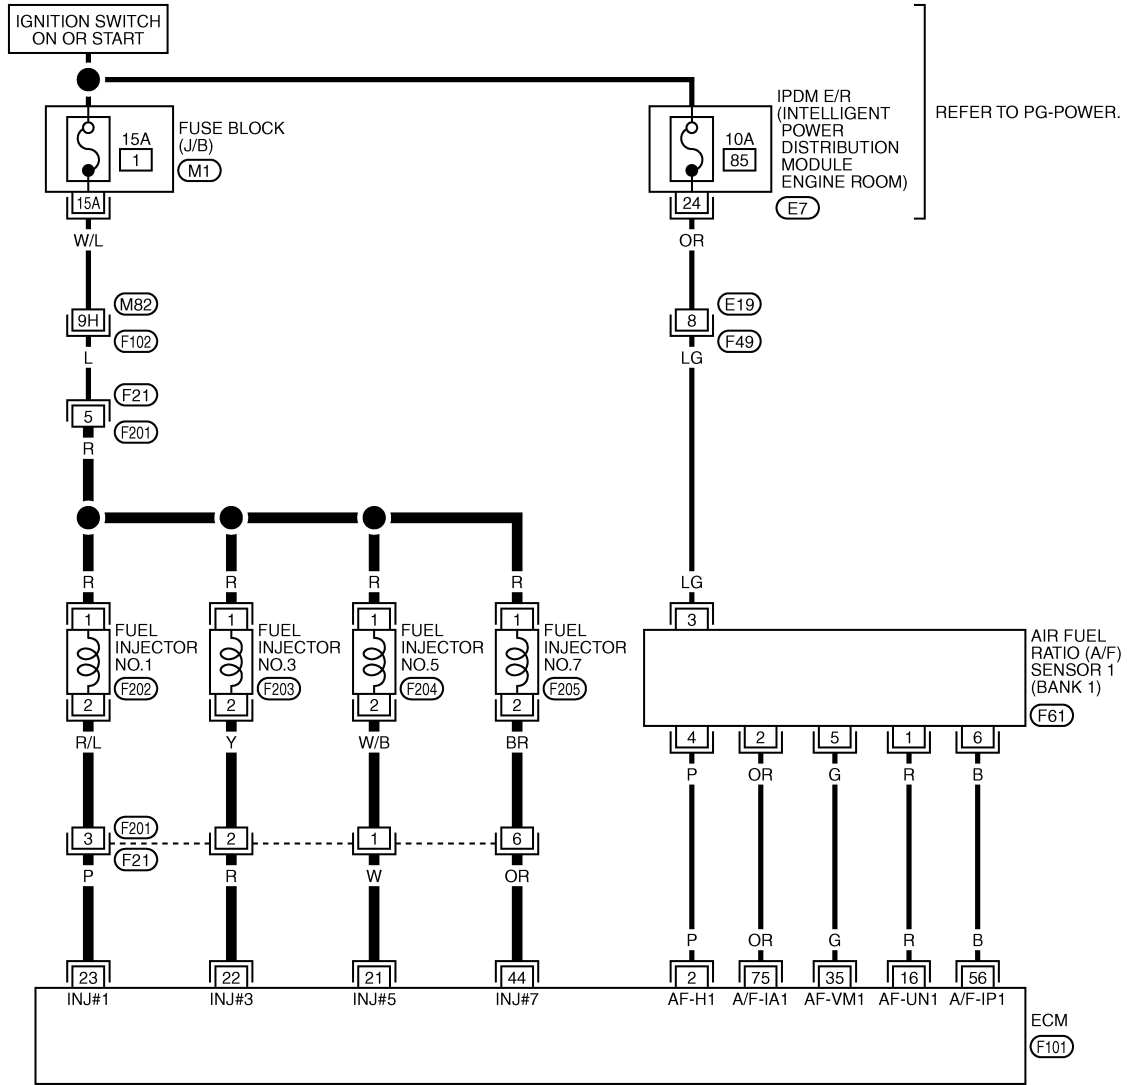 IGNITION SWITCH
ON OR START
15A
1
FUSE BLOCK
(J/B)
M1
15A
W/L
10A
85
IPDM E/R
(INTELLIGENT
POWER
DISTRIBUTION
MODULE
ENGINE ROOM)
E7
24
OR
REFER TO PG-POWER.
9H
M82
F102
L
8
E19
F49
LG
5
F21
F201
R
R
R
R
R
LG
1
FUEL
INJECTOR
NO.1
F202
2
1
FUEL
INJECTOR
NO.3
F203
2
1
FUEL
INJECTOR
NO.5
F204
2
1
FUEL
INJECTOR
NO.7
F205
2
3
AIR FUEL
RATIO (A/F)
SENSOR 1
(BANK 1)
F61
4
2
5
1
6
R/L
Y
W/B
BR
P
OR
G
R
B
3
F201
F21
2
1
6
P
R
W
OR
P
OR
G
R
B
23
22
21
44
2
75
35
16
56
INJ#1
INJ#3
INJ#5
INJ#7
AF-H1
A/F-IA1
AF-VM1
AF-UN1
A/F-IP1
ECM
F101